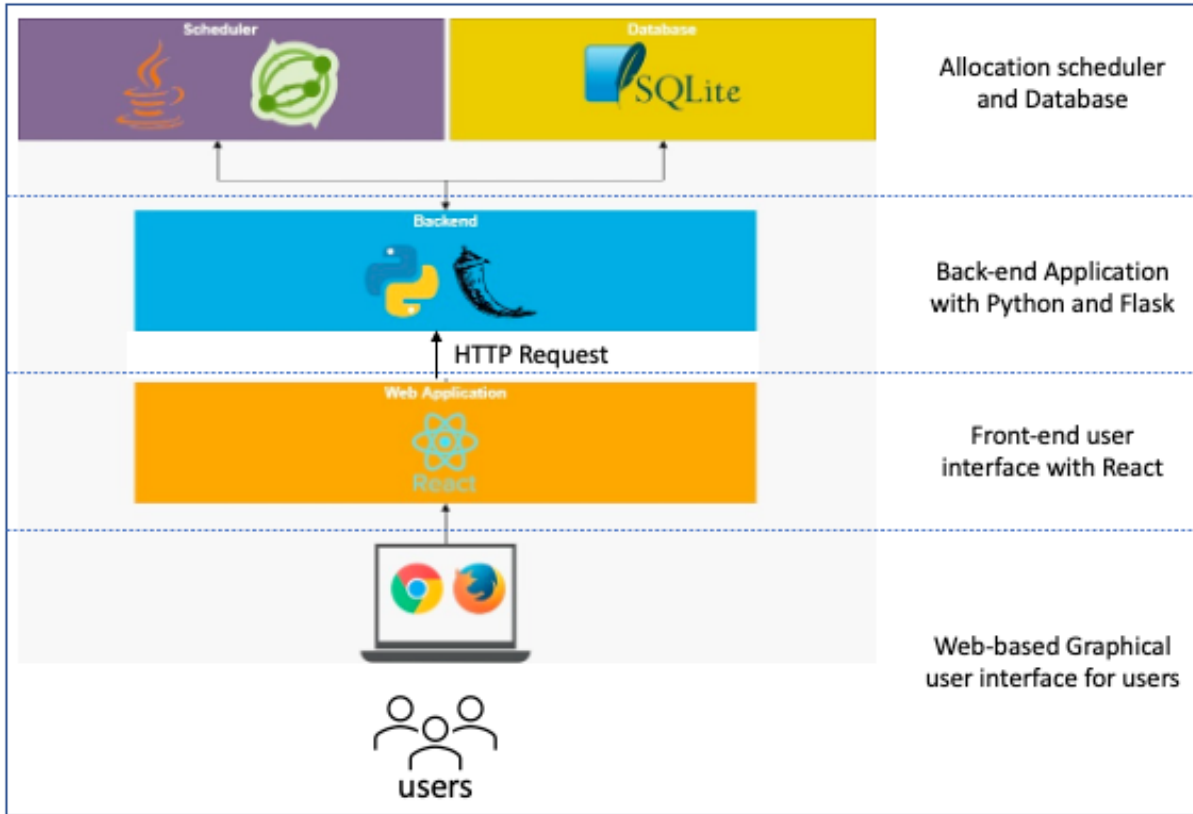 Scheduler
Database
SQLite
Allocation scheduler
and Database
Backend
Back-end Application
with Python and Flask
HTTP Request
Web Application
React
Front-end user
interface with React
Web-based Graphical
user interface for users
users